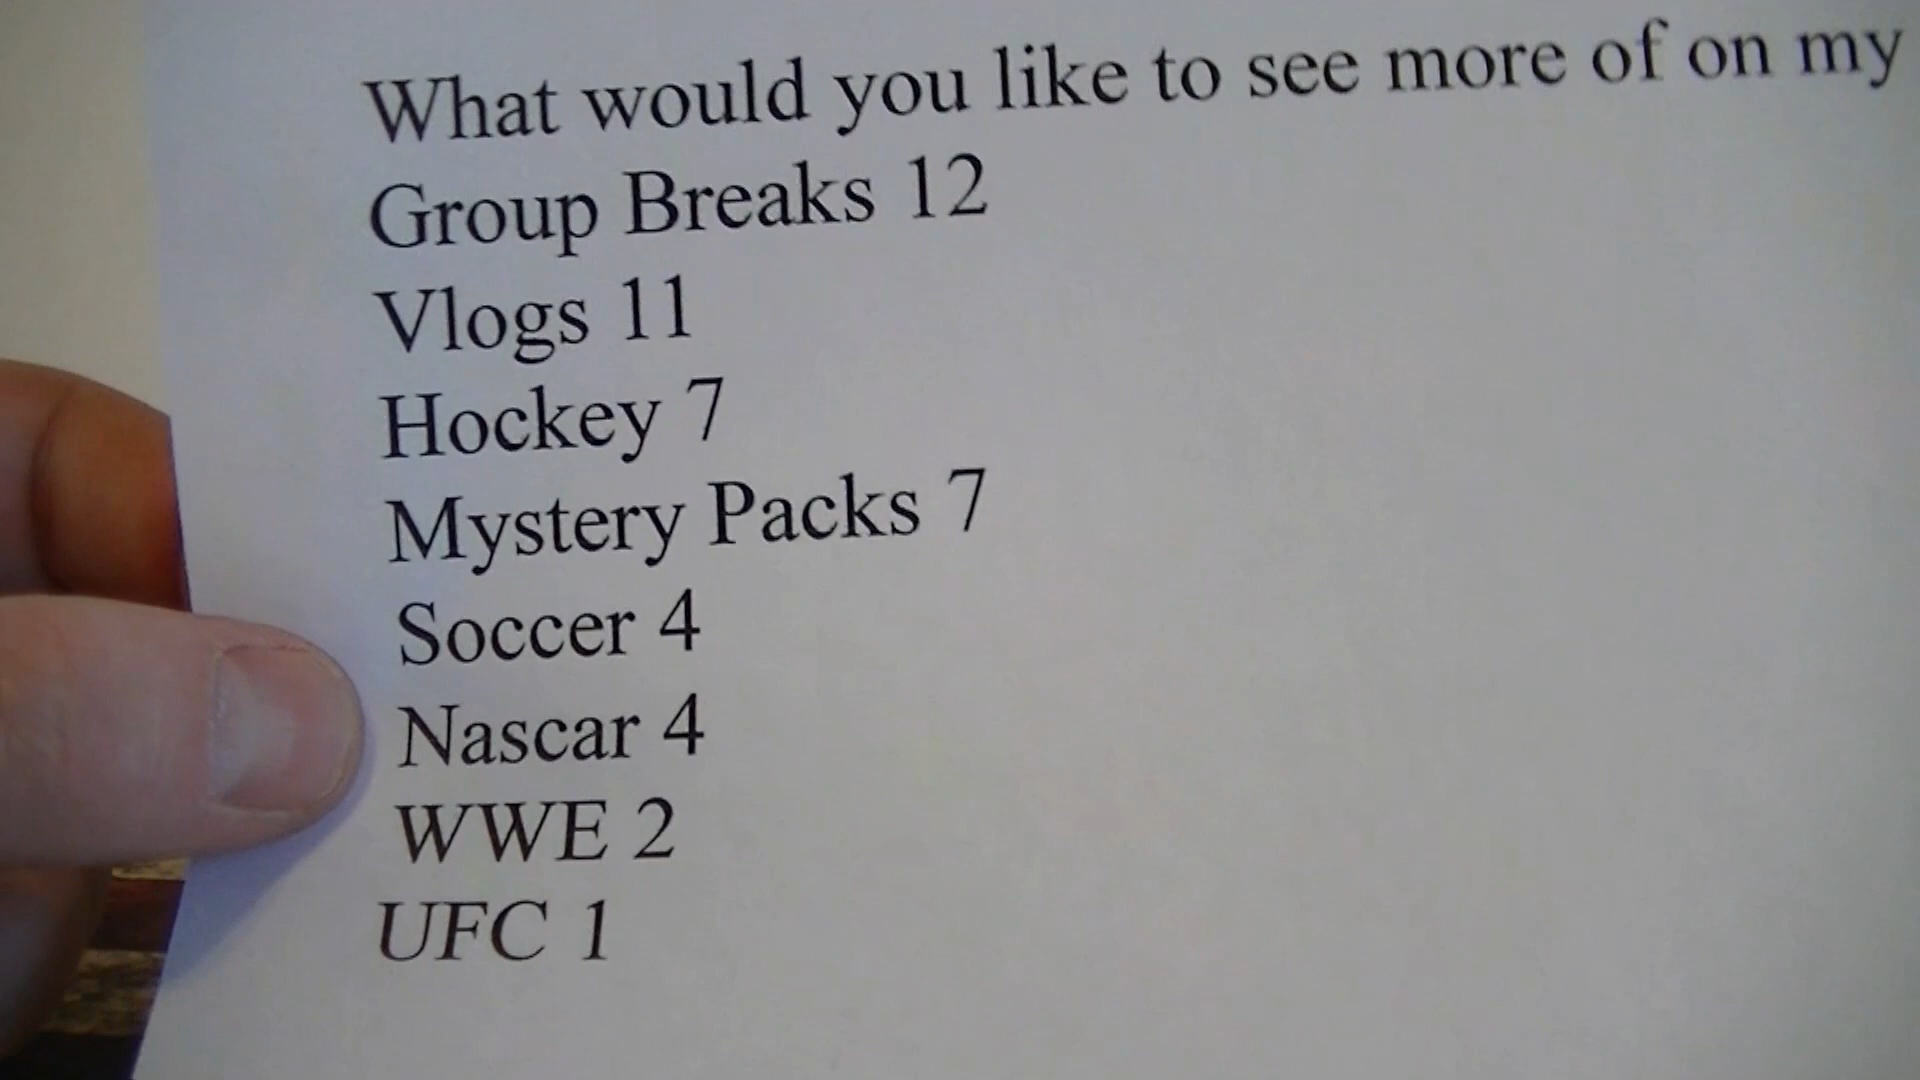 What would you like to see more of on my
Group Breaks 12
Vlogs 11
Hockey 7
Mystery Packs 7
Soccer 4
Nascar 4
WWE 2
UFC 1